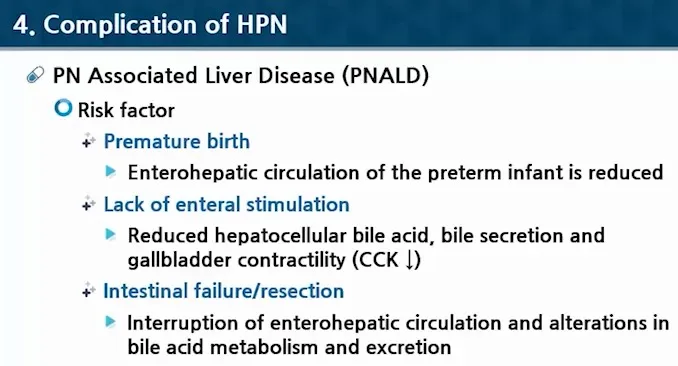 4. Complication of HPN
PN Associated Liver Disease (PNALD)
Risk factor
Premature birth
Enterohepatic circulation of the preterm infant is reduced
Lack of enteral stimulation
Reduced hepatocellular bile acid, bile secretion and
gallbladder contractility (CCK ↓)
Intestinal failure/resection
Interruption of enterohepatic circulation and alterations in
bile acid metabolism and excretion